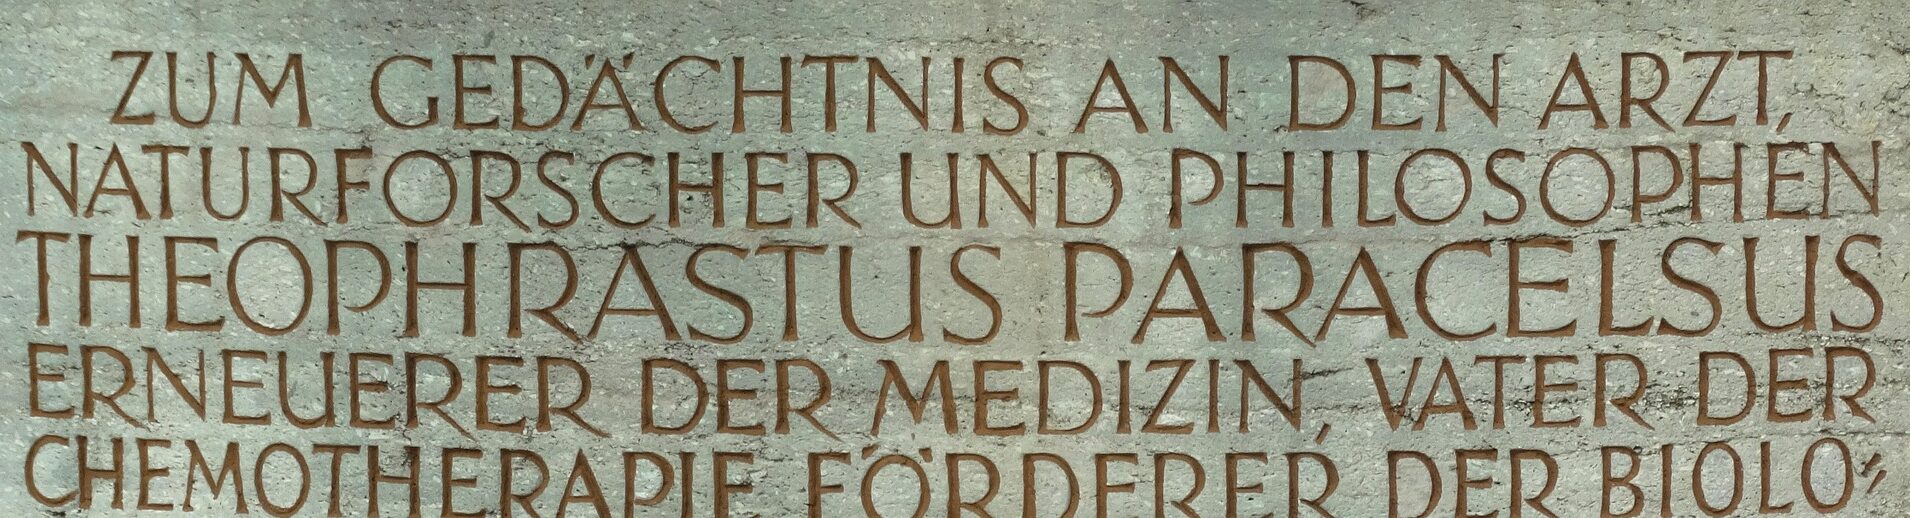 ZUM GEDÄCHTNIS AN DEN ARZT,
NATURFORSCHER UND PHILOSOPHEN
THEOPHRASTUS PARACELSUS
ERNEUERER DER MEDIZIN, VATER DER
CHEMOTHERAPIE FÖRDERER DER BIOLO⸗